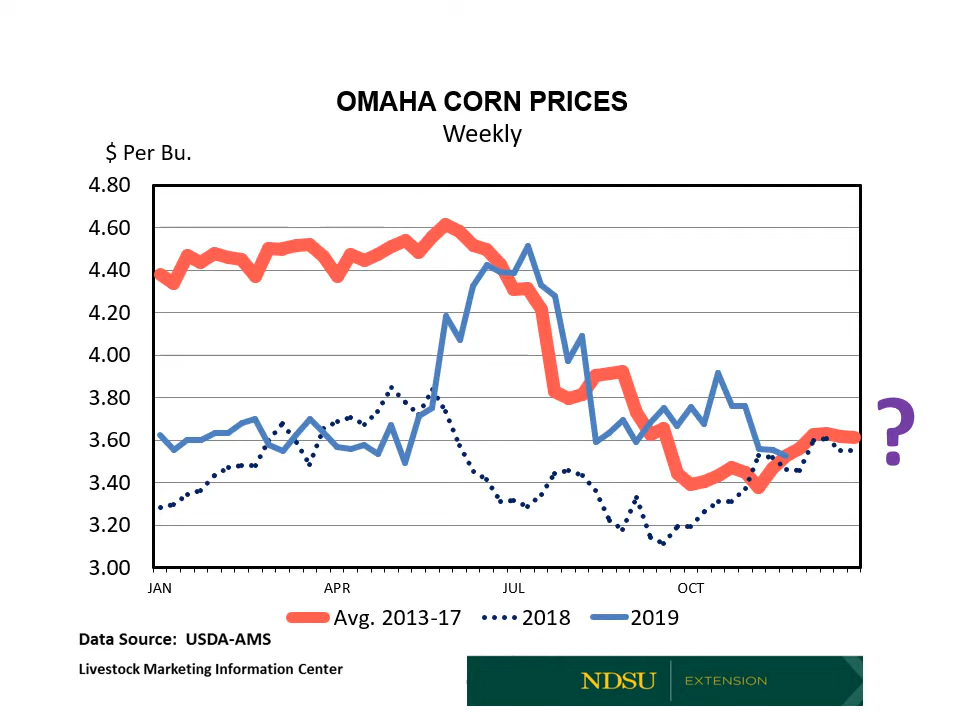 OMAHA CORN PRICES
Weekly
$ Per Bu.
4.80
4.60
4.40
4.20
4.00
3.80
3.60
3.40
3.20
3.00
?
JAN APR JUL OCT
Avg. 2013-17 2018 2019
Data Source: USDA-AMS
Livestock Marketing Information Center
NDSU EXTENSION